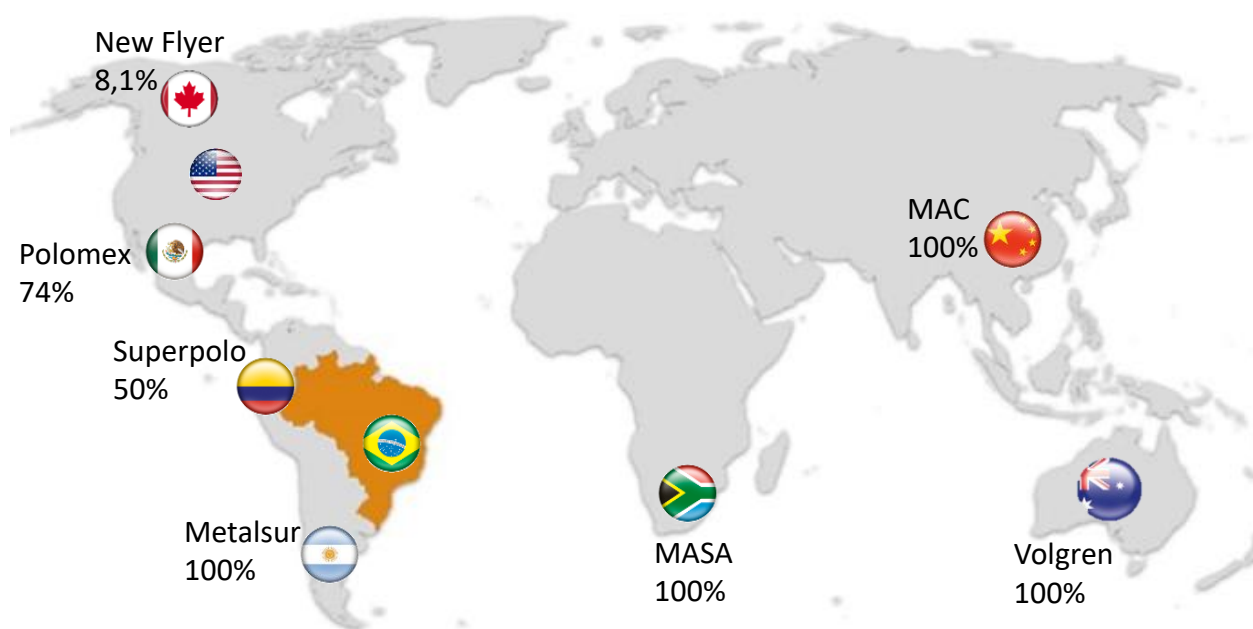 New Flyer
8,1%
Polomex
74%
MAC
100%
Superpolo
50%
Metalsur
100%
MASA
100%
Volgren
100%